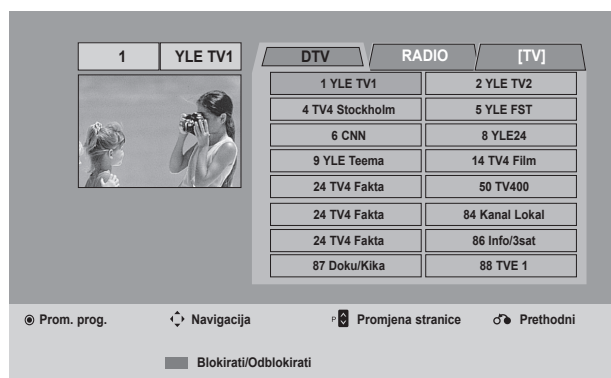 1 YLE TV1
DTV RADIO [TV]
1 YLE TV1 2 YLE TV2
4 TV4 Stockholm 5 YLE FST
6 CNN 8 YLE24
9 YLE Teema 14 TV4 Film
24 TV4 Fakta 50 TV400
24 TV4 Fakta 84 Kanal Lokal
24 TV4 Fakta 86 Info/3sat
87 Doku/Kika 88 TVE 1
Prom. prog. Navigacija P Promjena stranice Prethodni
Blokirati/Odblokirati